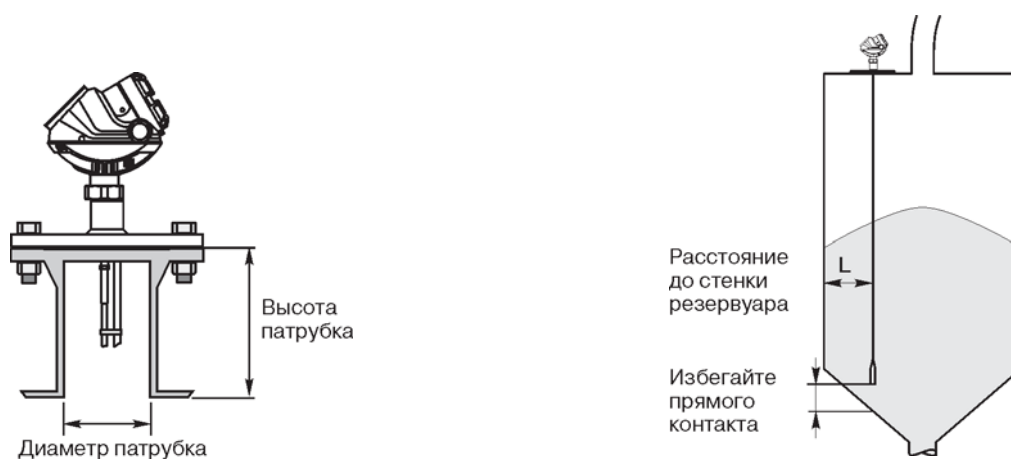 Высота
патрубка
Диаметр патрубка
Расстояние
до стенки
резервуара
L
Избегайте
прямого
контакта